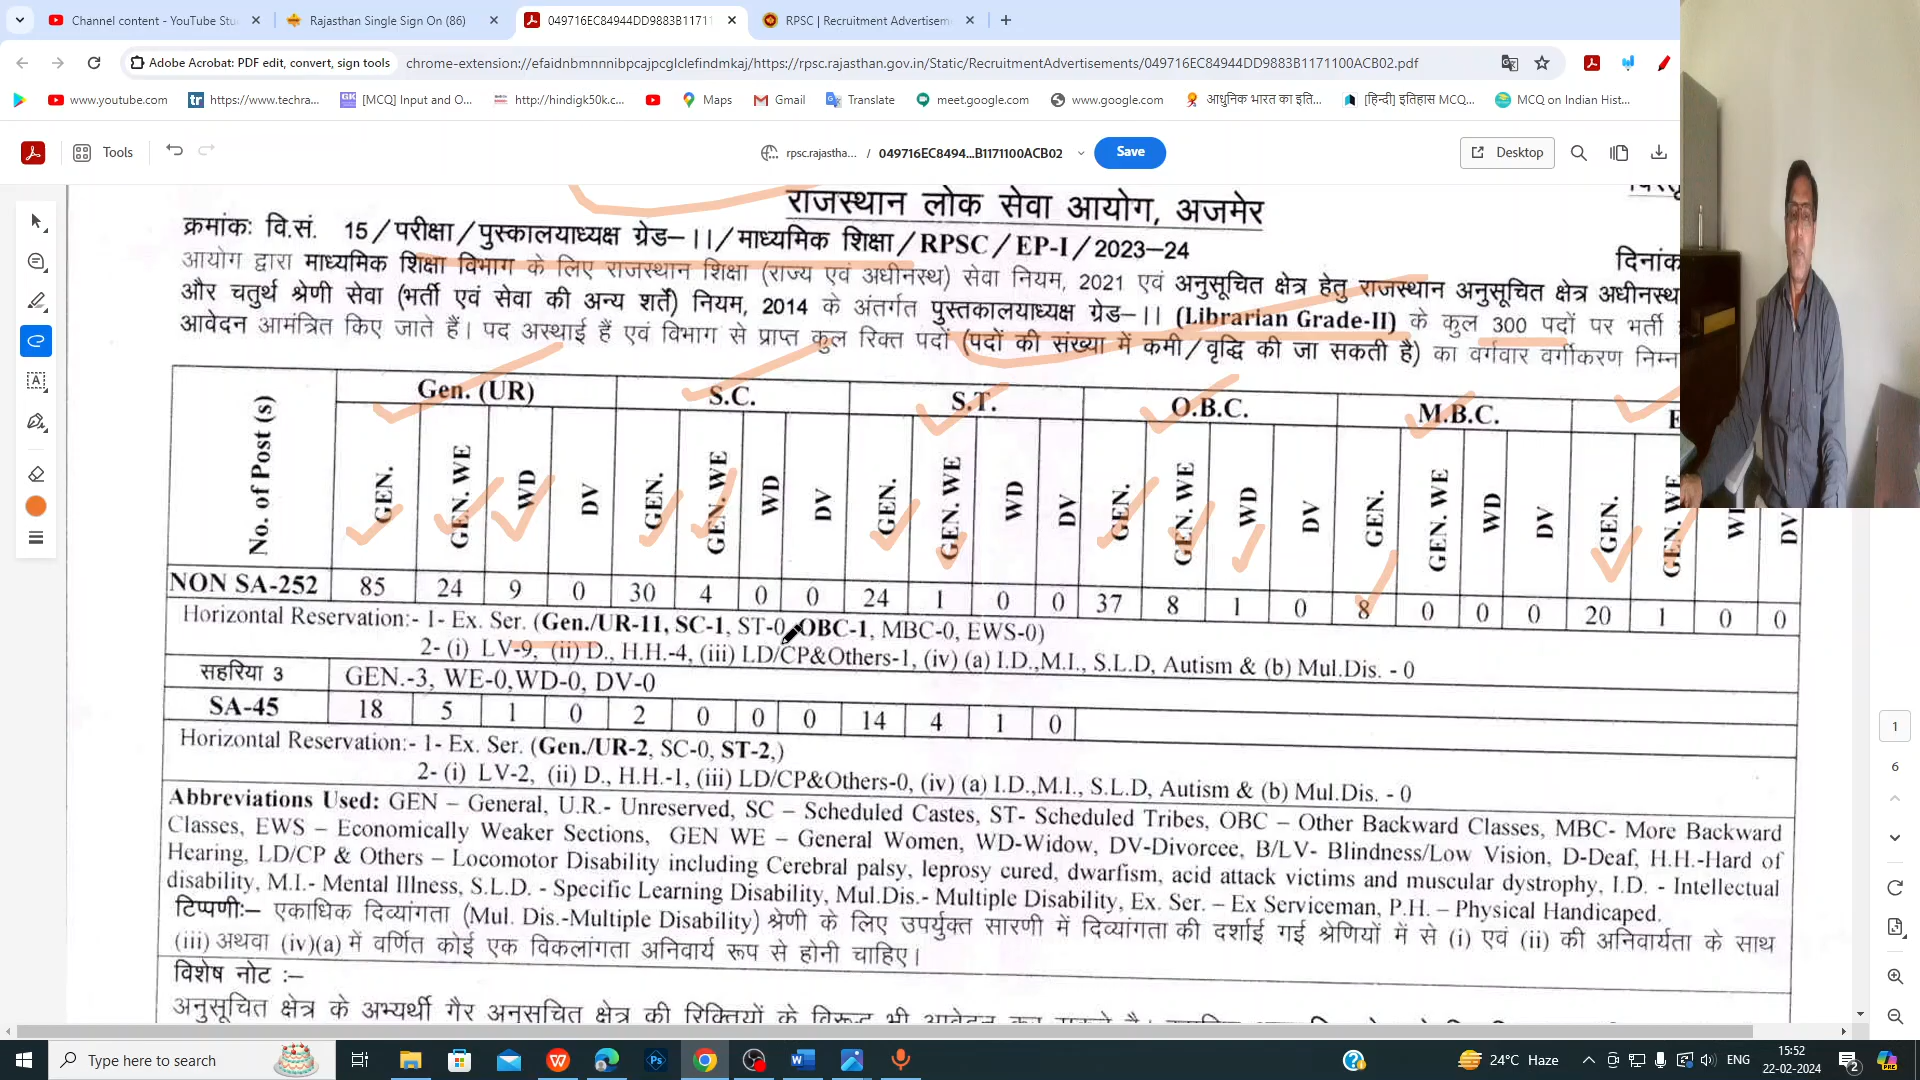 Channel content - YouTube Stu
Rajasthan Single Sign On (86)
049716EC84944DD9883B11711
RPSC | Recruitment Advertisem
Adobe Acrobat: PDF edit, convert, sign tools
chrome-extension://efaidnbmnnnibpcajpcglclefindmkaj/https://rpsc.rajasthan.gov.in/Static/RecruitmentAdvertisements/049716EC84944DD9883B1171100ACB02.pdf
www.youtube.com
https://www.techra...
[MCQ] Input and O...
http://hindigk50k.c...
Maps
Gmail
Translate
meet.google.com
www.google.com
आधुनिक भारत का इति...
[हिन्दी] इतिहास MCQ...
MCQ on Indian Hist...
Tools
rpsc.rajastha... / 049716EC8494...B1171100ACB02
Save
Desktop
राजस्थान लोक सेवा आयोग, अजमेर
क्रमांकः वि.सं. 15/परीक्षा/पुस्कालयाध्यक्ष ग्रेड–।।/माध्यमिक शिक्षा/RPSC/EP-I/2023–24
दिनांक
आयोग द्वारा माध्यमिक शिक्षा विभाग के लिए राजस्थान शिक्षा (राज्य एवं अधीनस्थ) सेवा नियम, 2021 एवं अनुसूचित क्षेत्र हेतु राजस्थान अनुसूचित क्षेत्र अधीनस्थ
और चतुर्थ श्रेणी सेवा (भर्ती एवं सेवा की अन्य शर्तें) नियम, 2014 के अंतर्गत पुस्तकालयाध्यक्ष ग्रेड–।। (Librarian Grade-II) के कुल 300 पदों पर भर्ती
आवेदन आमंत्रित किए जाते हैं। पद अस्थाई हैं एवं विभाग से प्राप्त कुल रिक्त पदों (पदों की संख्या में कमी/वृद्धि की जा सकती है) का वर्गवार वर्गीकरण निम्न
No. of Post (s)
Gen. (UR) S.C. S.T. O.B.C. M.B.C. E
GEN. GEN. WE WD DV GEN. GEN. WE WD DV GEN. GEN. WE WD DV GEN. GEN. WE WD DV GEN. GEN. WE WD DV GEN. GEN. WE WD DV
NON SA-252 85 24 9 0 30 4 0 0 24 1 0 0 37 8 1 0 8 0 0 0 20 1 0 0
Horizontal Reservation:- 1- Ex. Ser. (Gen./UR-11, SC-1, ST-0, OBC-1, MBC-0, EWS-0)
2- (i) LV-9, (ii) D., H.H.-4, (iii) LD/CP&Others-1, (iv) (a) I.D.,M.I., S.L.D, Autism & (b) Mul.Dis. - 0
सहरिया 3 GEN.-3, WE-0,WD-0, DV-0
SA-45 18 5 1 0 2 0 0 0 14 4 1 0
Horizontal Reservation:- 1- Ex. Ser. (Gen./UR-2, SC-0, ST-2,)
2- (i) LV-2, (ii) D., H.H.-1, (iii) LD/CP&Others-0, (iv) (a) I.D.,M.I., S.L.D, Autism & (b) Mul.Dis. - 0
Abbreviations Used: GEN – General, U.R.- Unreserved, SC – Scheduled Castes, ST- Scheduled Tribes, OBC – Other Backward Classes, MBC- More Backward
Classes, EWS – Economically Weaker Sections, GEN WE – General Women, WD-Widow, DV-Divorcee, B/LV- Blindness/Low Vision, D-Deaf, H.H.-Hard of
Hearing, LD/CP & Others – Locomotor Disability including Cerebral palsy, leprosy cured, dwarfism, acid attack victims and muscular dystrophy, I.D. - Intellectual
disability, M.I.- Mental Illness, S.L.D. - Specific Learning Disability, Mul.Dis.- Multiple Disability, Ex. Ser. – Ex Serviceman, P.H. – Physical Handicaped.
टिप्पणीः– एकाधिक दिव्यांगता (Mul. Dis.-Multiple Disability) श्रेणी के लिए उपर्युक्त सारणी में दिव्यांगता की दर्शाई गई श्रेणियों में से (i) एवं (ii) की अनिवार्यता के साथ
(iii) अथवा (iv)(a) में वर्णित कोई एक विकलांगता अनिवार्य रूप से होनी चाहिए।
विशेष नोट :–
अनुसूचित क्षेत्र के अभ्यर्थी गैर अनुसूचित क्षेत्र की रिक्तियों के विरूद्ध भी आवेदन कर सकते है।
1
6
Type here to search
24°C Haze
ENG
15:52
22-02-2024
2